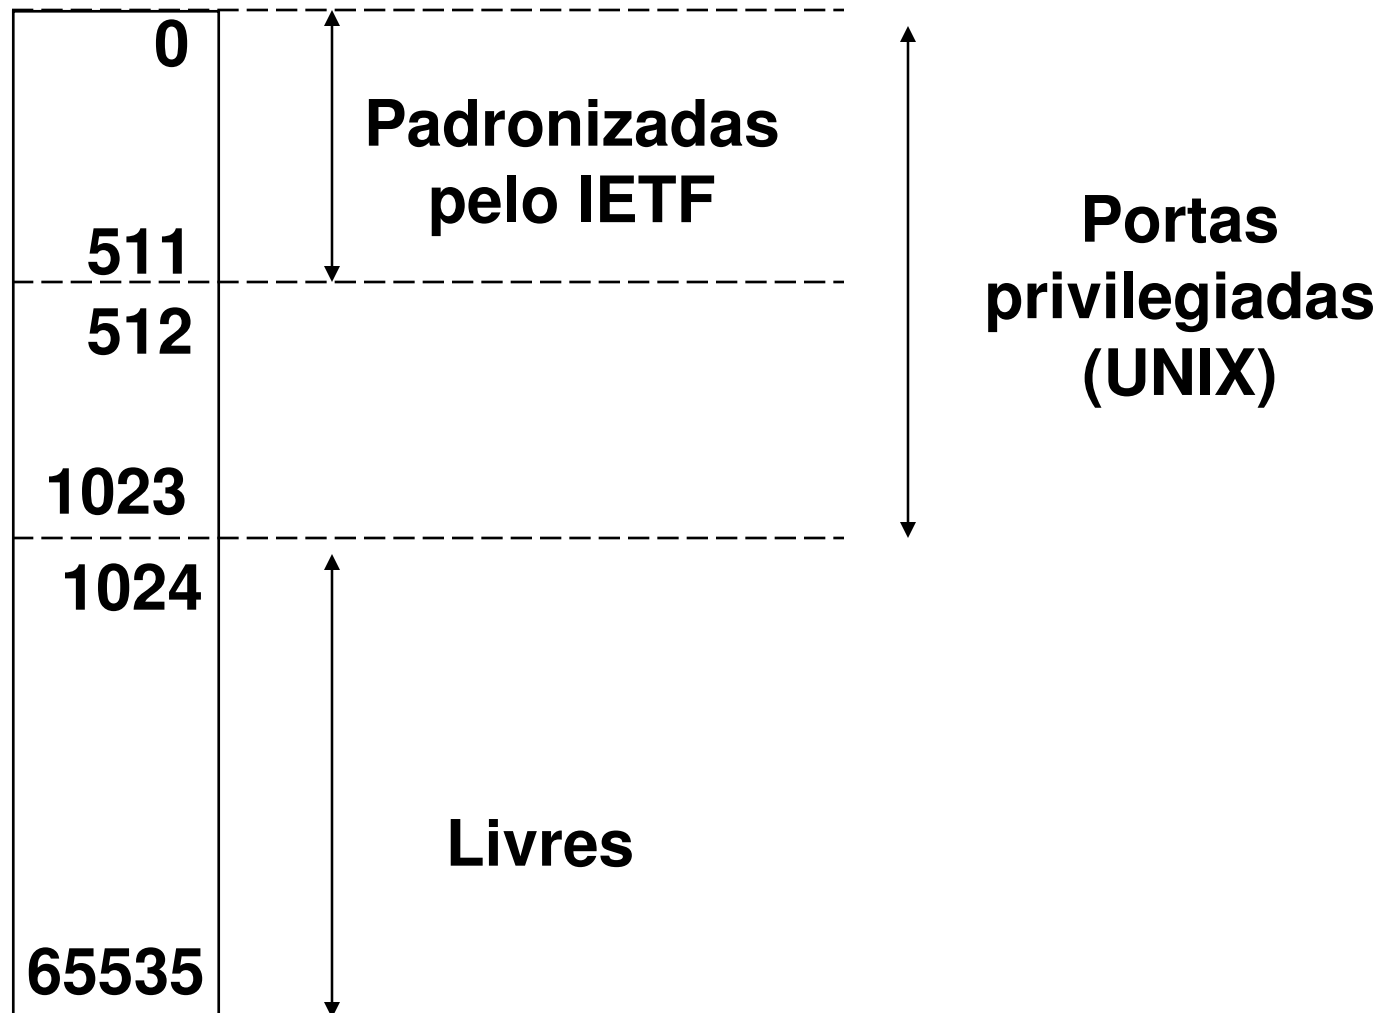 0
Padronizadas
pelo IETF
511
512
Portas
privilegiadas
(UNIX)
1023
1024
Livres
65535